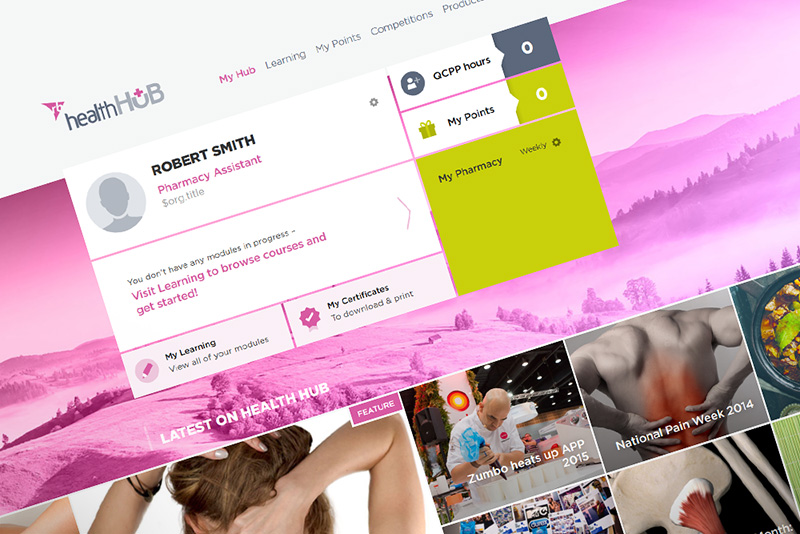 healthHUB
My Hub
Learning
My Points
Competitions
ROBERT SMITH
Pharmacy Assistant
$org.title
QCPP hours
0
My Points
0
My Pharmacy
Weekly
You don't have any modules in progress –
Visit Learning to browse courses and
get started!
My Learning
View all of your modules
My Certificates
To download & print
LATEST ON HEALTH HUB
FEATURE
Zumbo heats up APP
2015
National Pain Week 2014
Month: